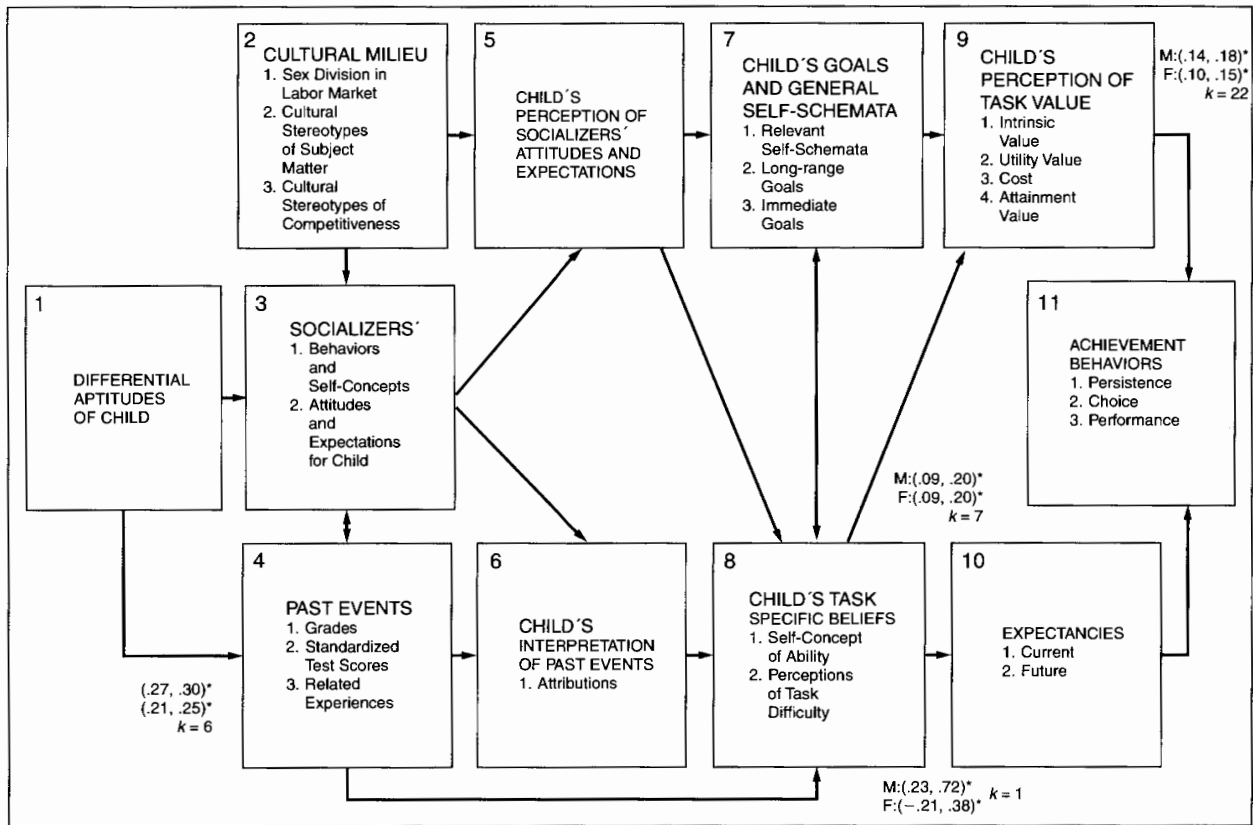 2
CULTURAL MILIEU
1. Sex Division in
Labor Market
2. Cultural
Stereotypes
of Subject
Matter
3. Cultural
Stereotypes of
Competitiveness
5
CHILD´S
PERCEPTION OF
SOCIALIZERS´
ATTITUDES AND
EXPECTATIONS
7
CHILD´S GOALS
AND GENERAL
SELF-SCHEMATA
1. Relevant
Self-Schemata
2. Long-range
Goals
3. Immediate
Goals
9
CHILD´S
PERCEPTION OF
TASK VALUE
1. Intrinsic
Value
2. Utility Value
3. Cost
4. Attainment
Value
M:(.14, .18)*
F:(.10, .15)*
k = 22
1
DIFFERENTIAL
APTITUDES
OF CHILD
3
SOCIALIZERS´
1. Behaviors
and
Self-Concepts
2. Attitudes
and
Expectations
for Child
11
ACHIEVEMENT
BEHAVIORS
1. Persistence
2. Choice
3. Performance
M:(.09, .20)*
F:(.09, .20)*
k = 7
4
PAST EVENTS
1. Grades
2. Standardized
Test Scores
3. Related
Experiences
6
CHILD´S
INTERPRETATION
OF PAST EVENTS
1. Attributions
8
CHILD´S TASK
SPECIFIC BELIEFS
1. Self-Concept
of Ability
2. Perceptions
of Task
Difficulty
10
EXPECTANCIES
1. Current
2. Future
(.27, .30)*
(.21, .25)*
k = 6
M:(.23, .72)* k = 1
F:(−.21, .38)*